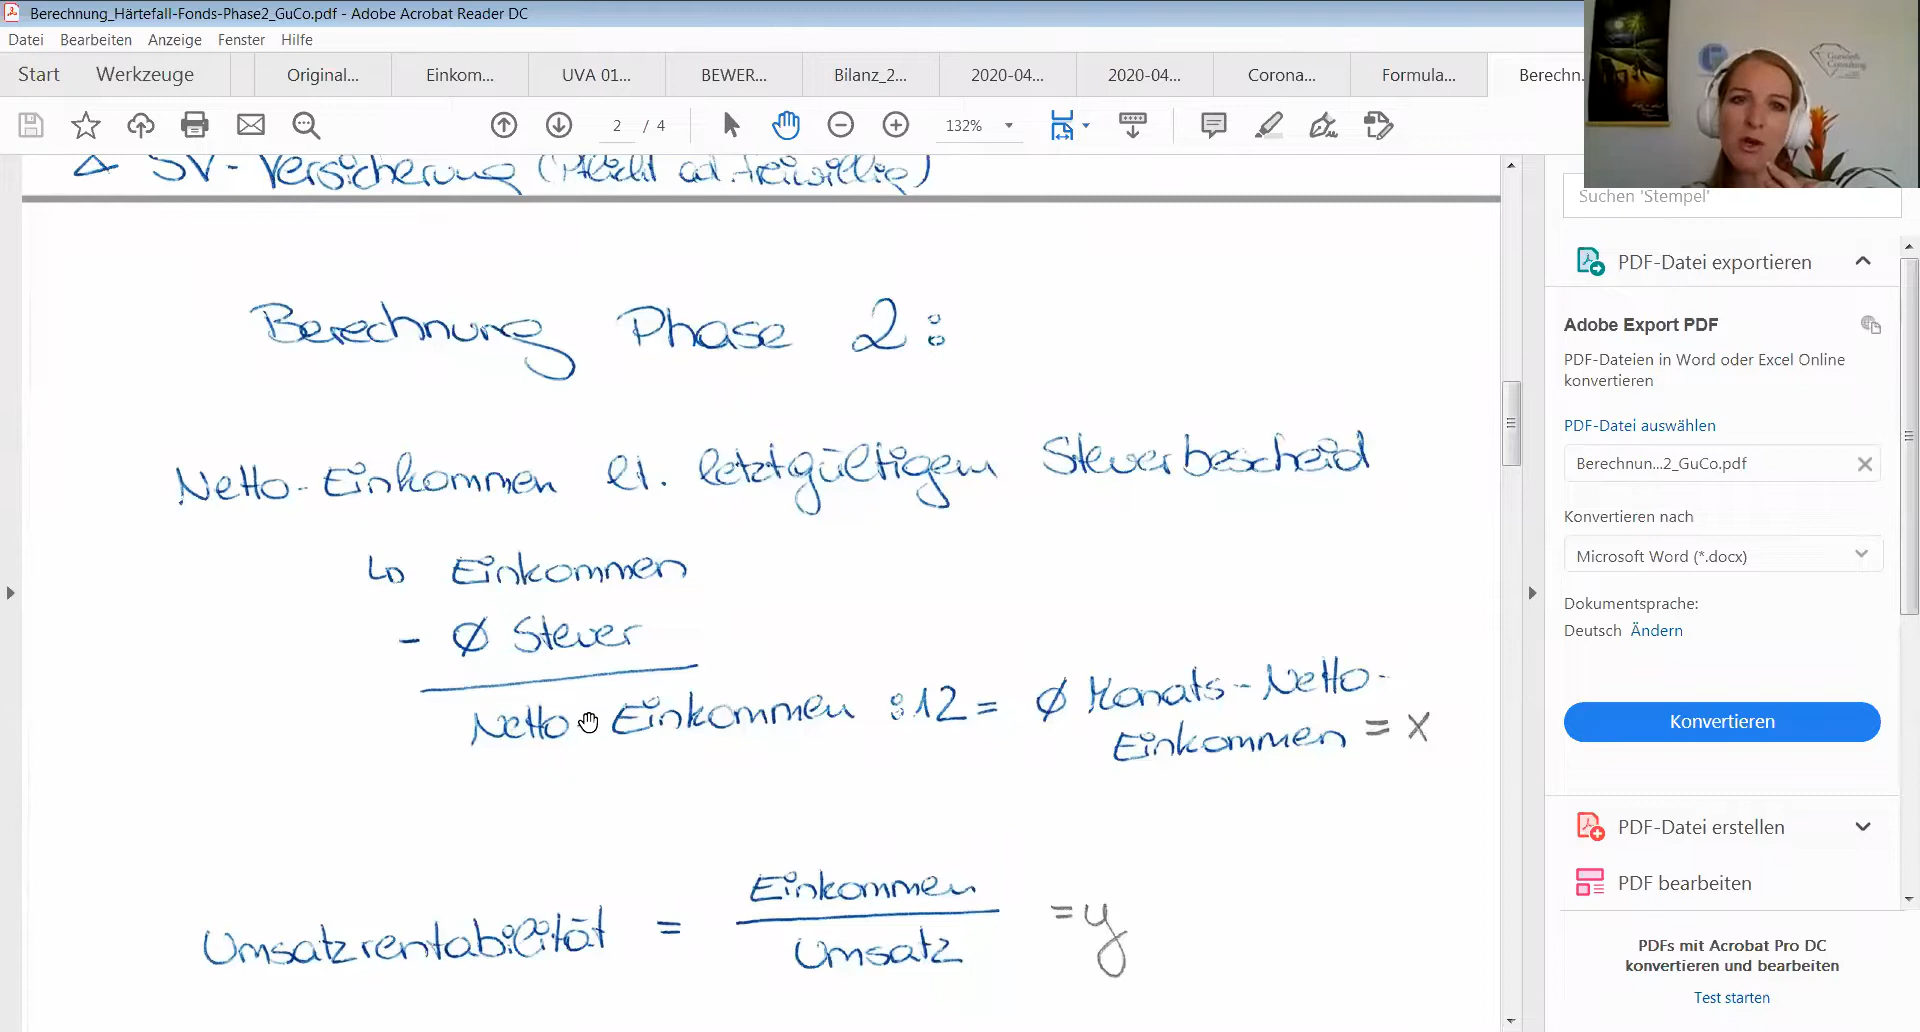 Berechnung_Härtefall-Fonds-Phase2_GuCo.pdf - Adobe Acrobat Reader DC
Datei Bearbeiten Anzeige Fenster Hilfe
Start Werkzeuge Original... Einkom... UVA 01... BEWER... Bilanz_2... 2020-04... 2020-04... Corona... Formula... Berechn.
2 / 4 132%
△ SV-Versicherung (Pflicht od. freiwillig)
Berechnung Phase 2:
Netto-Einkommen lt. letztgültigem Steuerbescheid
↳ Einkommen
- Ø Steuer
Netto-Einkommen :12 = Ø Monats-Netto-
Einkommen = X
Umsatzrentabilität = Einkommen = y
Umsatz
Suchen 'Stempel'
PDF-Datei exportieren
Adobe Export PDF
PDF-Dateien in Word oder Excel Online
konvertieren
PDF-Datei auswählen
Berechnun...2_GuCo.pdf
Konvertieren nach
Microsoft Word (*.docx)
Dokumentsprache:
Deutsch Ändern
Konvertieren
PDF-Datei erstellen
PDF bearbeiten
PDFs mit Acrobat Pro DC
konvertieren und bearbeiten
Test starten